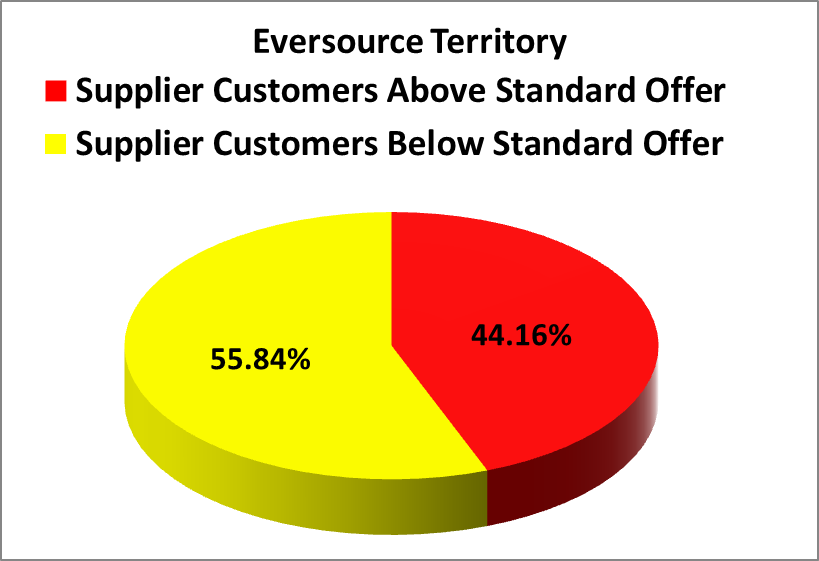 Eversource Territory
Supplier Customers Above Standard Offer
Supplier Customers Below Standard Offer
44.16%
55.84%